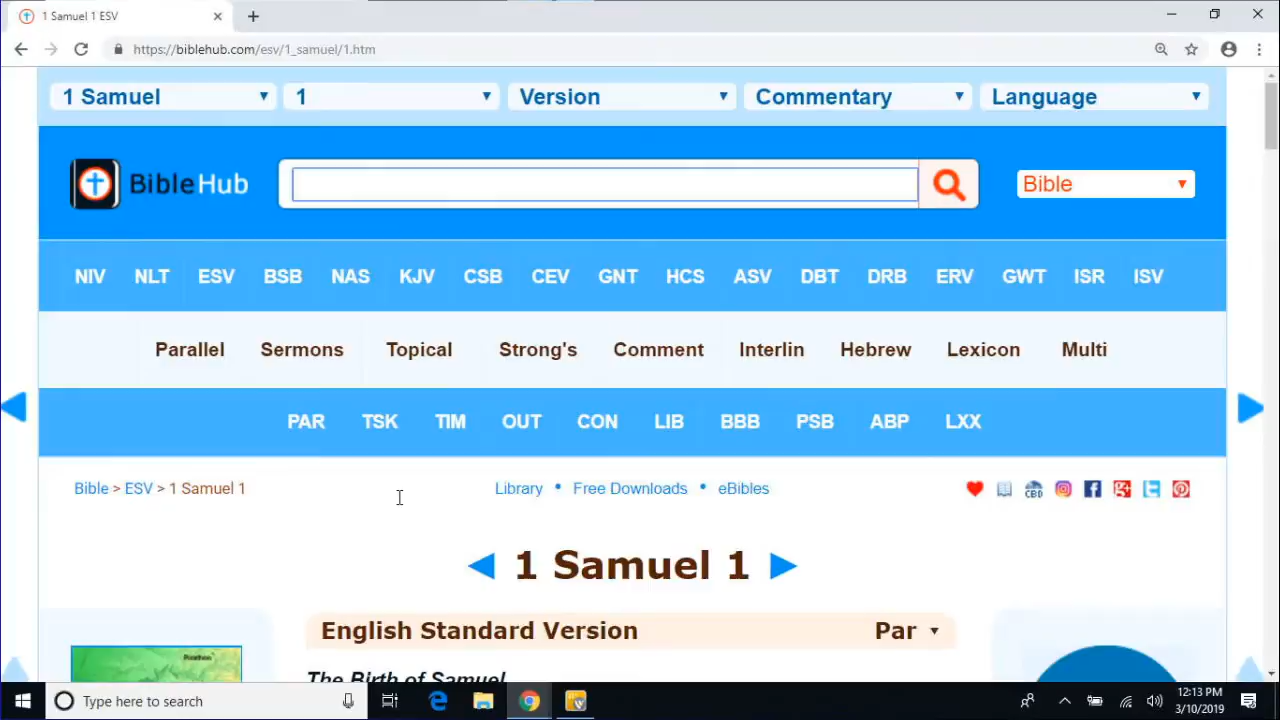 1 Samuel 1 ESV
https://biblehub.com/esv/1_samuel/1.htm
1 Samuel 1 Version Commentary Language
BibleHub Bible
NIV NLT ESV BSB NAS KJV CSB CEV GNT HCS ASV DBT DRB ERV GWT ISR ISV
Parallel Sermons Topical Strong's Comment Interlin Hebrew Lexicon Multi
PAR TSK TIM OUT CON LIB BBB PSB ABP LXX
Bible > ESV > 1 Samuel 1 Library • Free Downloads • eBibles
CBD
1 Samuel 1
English Standard Version Par
The Birth of Samuel
Type here to search
12:13 PM
3/10/2019